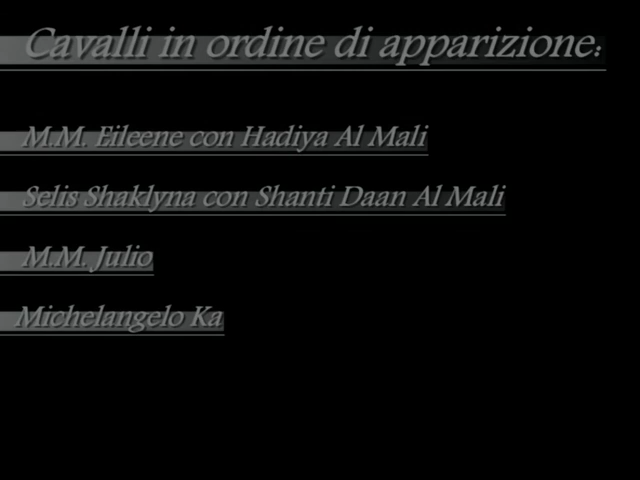 Cavalli in ordine di apparizione:
M.M. Eileene con Hadiya Al Mali
Selis Shaklyna con Shanti Daan Al Mali
M.M. Julio
Michelangelo Ka